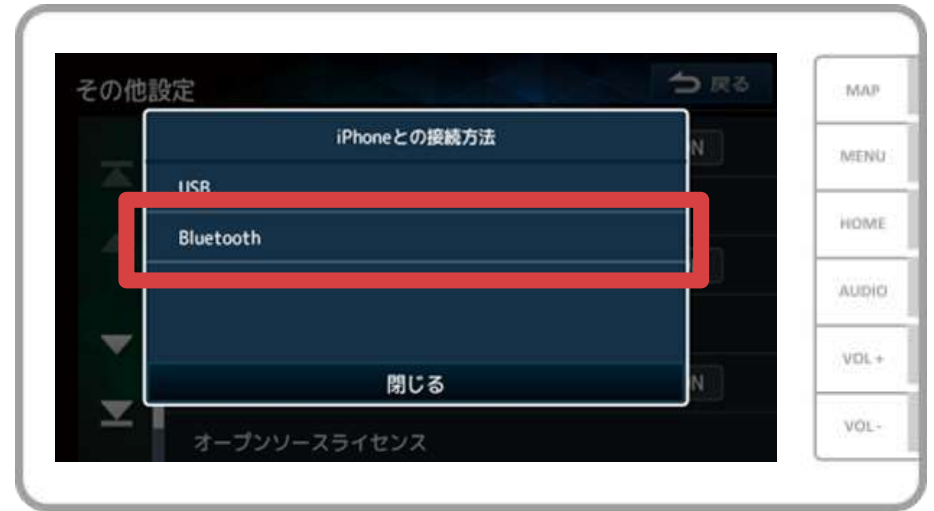 その他設定
戻る
iPhoneとの接続方法
N
USB
Bluetooth
閉じる
N
オープンソースライセンス
MAP
MENU
HOME
AUDIO
VOL +
VOL -